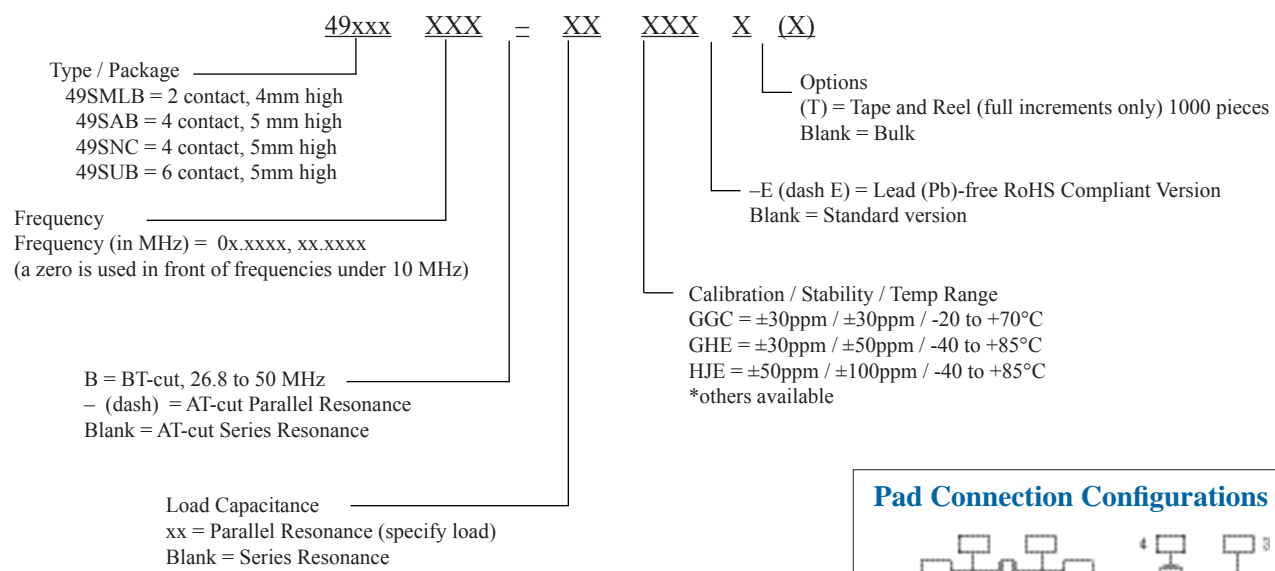 49xxx XXX – XX XXX X (X)
Type / Package
49SMLB = 2 contact, 4mm high
49SAB = 4 contact, 5 mm high
49SNC = 4 contact, 5mm high
49SUB = 6 contact, 5mm high
Options
(T) = Tape and Reel (full increments only) 1000 pieces
Blank = Bulk
–E (dash E) = Lead (Pb)-free RoHS Compliant Version
Blank = Standard version
Frequency
Frequency (in MHz) = 0x.xxxx, xx.xxxx
(a zero is used in front of frequencies under 10 MHz)
Calibration / Stability / Temp Range
GGC = ±30ppm / ±30ppm / -20 to +70°C
GHE = ±30ppm / ±50ppm / -40 to +85°C
HJE = ±50ppm / ±100ppm / -40 to +85°C
*others available
B = BT-cut, 26.8 to 50 MHz
– (dash) = AT-cut Parallel Resonance
Blank = AT-cut Series Resonance
Load Capacitance
xx = Parallel Resonance (specify load)
Blank = Series Resonance
Pad Connection Configurations
4 3